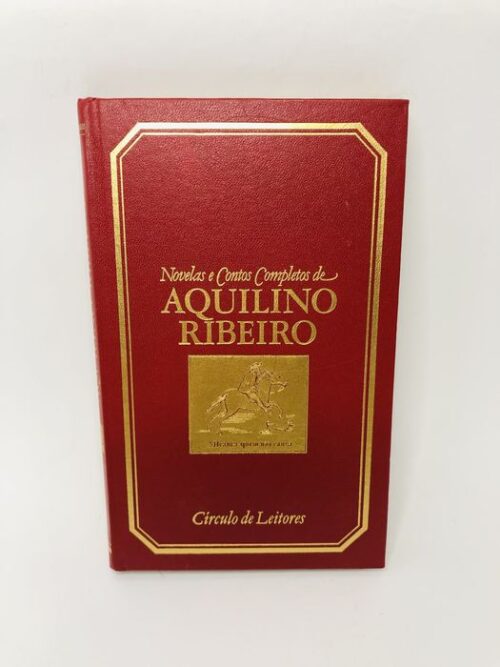 Novelas e Contos Completos de
AQUILINO
RIBEIRO
Círculo de Leitores